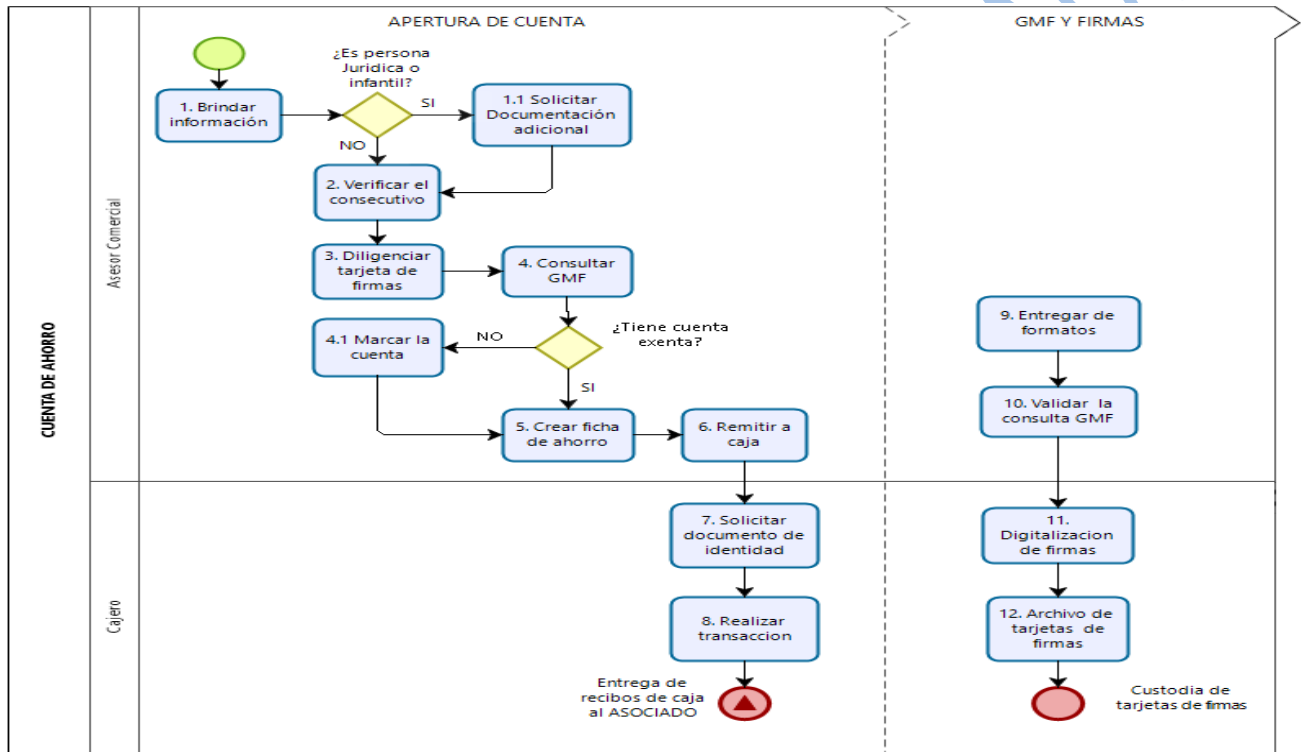 APERTURA DE CUENTA
GMF Y FIRMAS
CUENTA DE AHORRO
Asesor Comercial
¿Es persona
Juridica o
infantil?
1. Brindar
información
SI
1.1 Solicitar
Documentación
adicional
NO
2. Verificar el
consecutivo
3. Diligenciar
tarjeta de
firmas
4. Consultar
GMF
¿Tiene cuenta
exenta?
NO
4.1 Marcar la
cuenta
SI
5. Crear ficha
de ahorro
6. Remitir a
caja
9. Entregar de
formatos
10. Validar la
consulta GMF
Cajero
7. Solicitar
documento de
identidad
8. Realizar
transaccion
Entrega de
recibos de caja
al ASOCIADO
11.
Digitalizacion
de firmas
12. Archivo de
tarjetas de
firmas
Custodia de
tarjetas de firmas